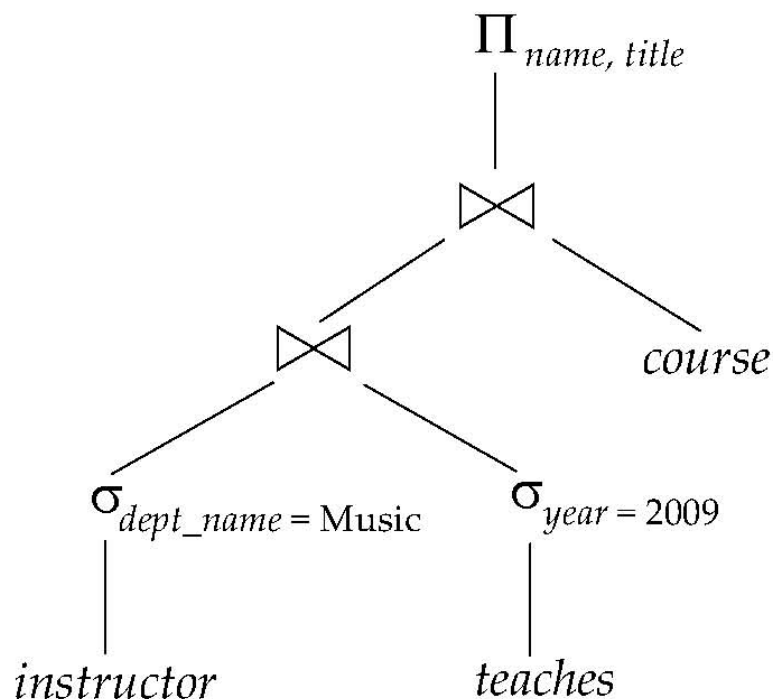 Π name, title
⋈
⋈
course
σ dept_name = Music
σ year = 2009
instructor
teaches